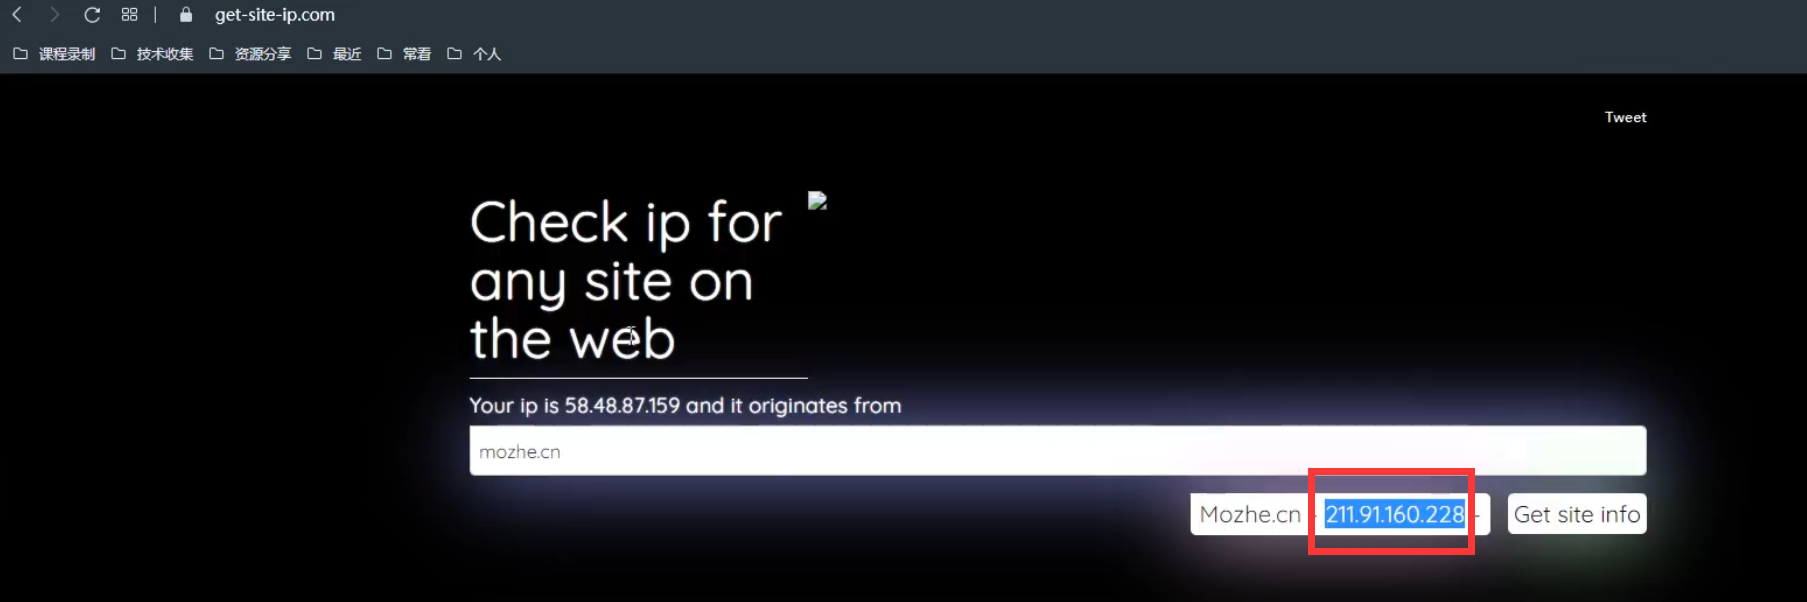 get-site-ip.com
课程录制 技术收集 资源分享 最近 常看 个人
Tweet
Check ip for
any site on
the web
Your ip is 58.48.87.159 and it originates from
mozhe.cn
Mozhe.cn - 211.91.160.228 - Get site info